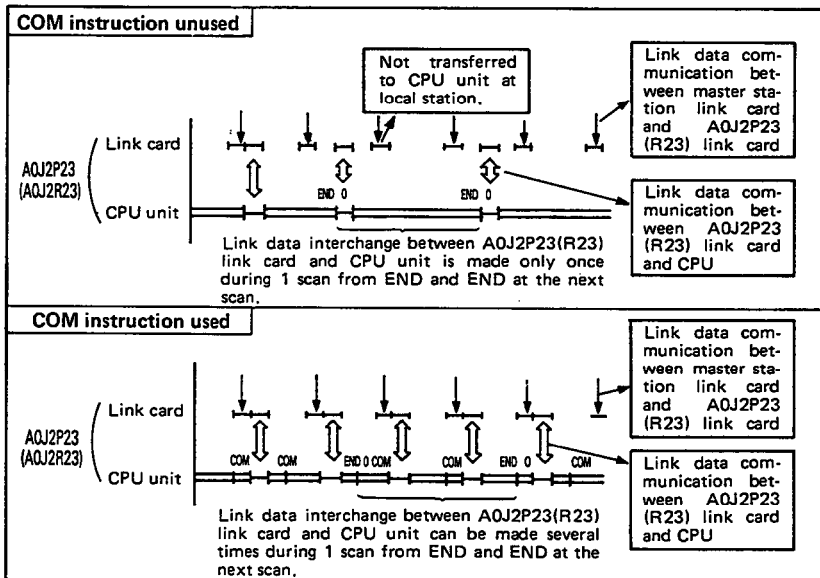 COM instruction unused
Not transferred
to CPU unit at
local station.
Link data com-
munication bet-
ween master sta-
tion link card
and A0J2P23
(R23) link card
Link card
A0J2P23
(A0J2R23)
END 0
END 0
CPU unit
Link data com-
munication bet-
ween A0J2P23
(R23) link card
and CPU
Link data interchange between A0J2P23(R23)
link card and CPU unit is made only once
during 1 scan from END and END at the next
scan.
COM instruction used
Link data com-
munication bet-
ween master sta-
tion link card
and A0J2P23
(R23) link card
Link card
A0J2P23
(A0J2R23)
COM COM END 0 COM COM END 0 COM
CPU unit
Link data com-
munication bet-
ween A0J2P23
(R23) link card
and CPU
Link data interchange between A0J2P23(R23)
link card and CPU unit can be made several
times during 1 scan from END and END at the
next scan.